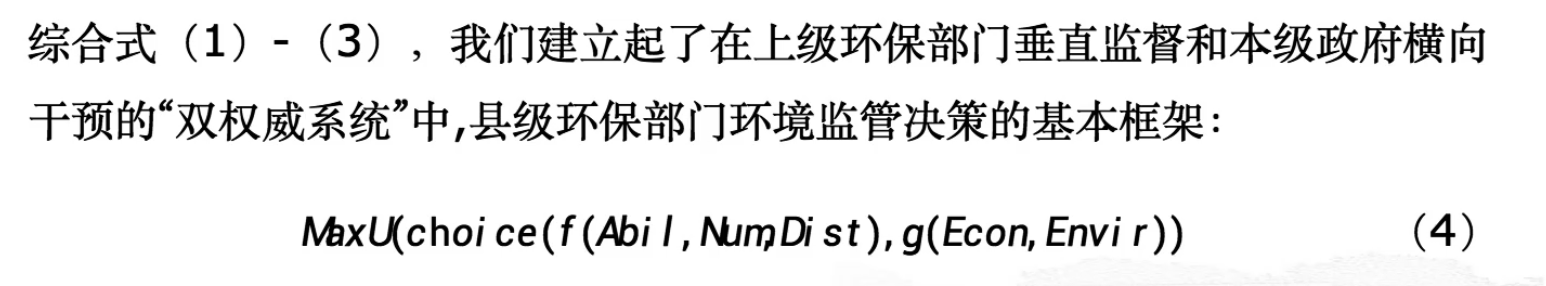 综合式（1）-（3），我们建立起了在上级环保部门垂直监督和本级政府横向
干预的“双权威系统”中,县级环保部门环境监管决策的基本框架：
MaxU(choice(f(Abil,Num,Dist),g(Econ,Envir)) （4）